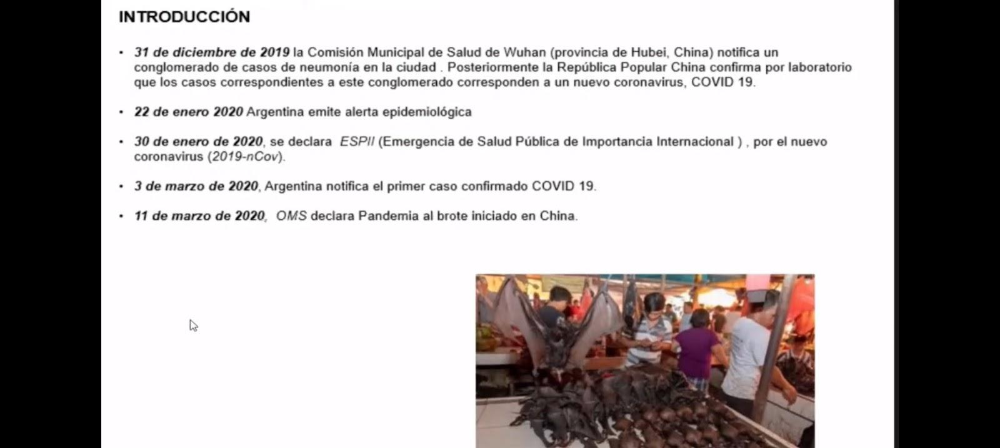 INTRODUCCIÓN
• 31 de diciembre de 2019 la Comisión Municipal de Salud de Wuhan (provincia de Hubei, China) notifica un
conglomerado de casos de neumonía en la ciudad . Posteriormente la República Popular China confirma por laboratorio
que los casos correspondientes a este conglomerado corresponden a un nuevo coronavirus, COVID 19.
• 22 de enero 2020 Argentina emite alerta epidemiológica
• 30 de enero de 2020, se declara ESPII (Emergencia de Salud Pública de Importancia Internacional ) , por el nuevo
coronavirus (2019-nCov).
• 3 de marzo de 2020, Argentina notifica el primer caso confirmado COVID 19.
• 11 de marzo de 2020, OMS declara Pandemia al brote iniciado en China.